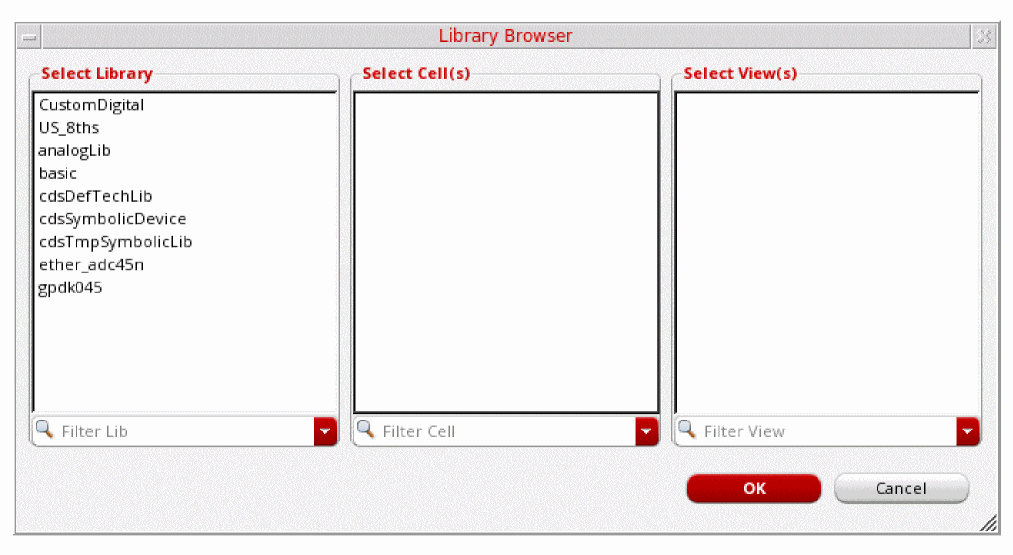 Library Browser
Select Library
Select Cell(s)
Select View(s)
CustomDigital
US_8ths
analogLib
basic
cdsDefTechLib
cdsSymbolicDevice
cdsTmpSymbolicLib
ether_adc45n
gpdk045
Filter Lib
Filter Cell
Filter View
OK
Cancel